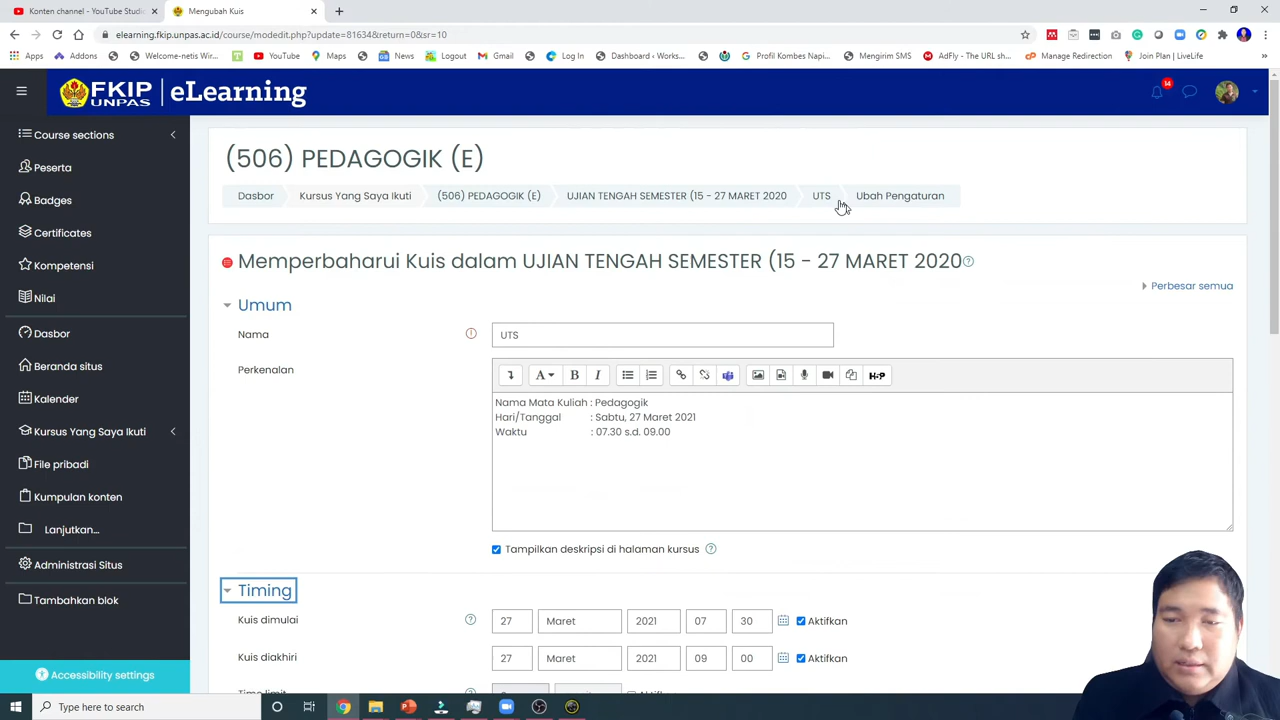 Konten channel - YouTube Studi
Mengubah Kuis
elearning.fkip.unpas.ac.id/course/modedit.php?update=81634&return=0&sr=10
Apps
Addons
Welcome-netis Wir...
YouTube
Maps
News
Logout
Gmail
Log In
Dashboard ‹ Works...
Profil Kombes Napi...
Mengirim SMS
AdFly - The URL sh...
Manage Redirection
Join Plan | LiveLife
FKIP UNPAS | eLearning
14
Course sections
Peserta
Badges
Certificates
Kompetensi
Nilai
Dasbor
Beranda situs
Kalender
Kursus Yang Saya Ikuti
File pribadi
Kumpulan konten
Lanjutkan...
Administrasi Situs
Tambahkan blok
Accessibility settings
(506) PEDAGOGIK (E)
Dasbor Kursus Yang Saya Ikuti (506) PEDAGOGIK (E) UJIAN TENGAH SEMESTER (15 - 27 MARET 2020 UTS Ubah Pengaturan
Memperbaharui Kuis dalam UJIAN TENGAH SEMESTER (15 - 27 MARET 2020
Perbesar semua
Umum
Nama UTS
Perkenalan
A B I H-P
Nama Mata Kuliah : Pedagogik
Hari/Tanggal : Sabtu, 27 Maret 2021
Waktu : 07.30 s.d. 09.00
Tampilkan deskripsi di halaman kursus
Timing
Kuis dimulai 27 Maret 2021 07 30 Aktifkan
Kuis diakhiri 27 Maret 2021 09 00 Aktifkan
Time limit
Type here to search